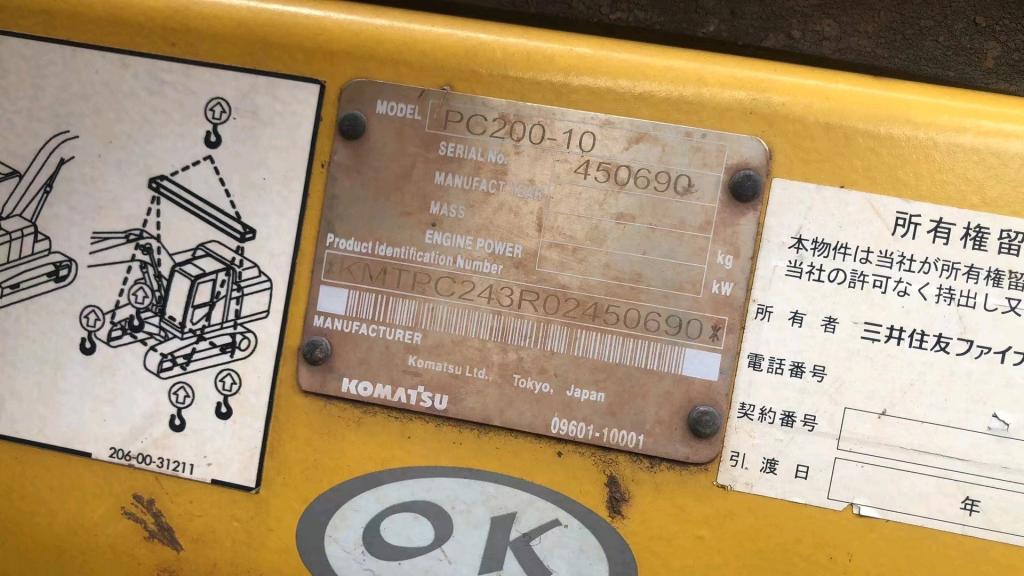 MODEL PC200-10
SERIAL No. 450690
MANUFACT. YEAR
MASS kg
ENGINE POWER kW
Product Identification Number
*KMTPC243R02450690*
MANUFACTURER
Komatsu Ltd., Tokyo, Japan
KOMATSU
09601-10001
206-00-31211
所有権留
本物件は当社が所有権留
当社の許可なく持出し又
所有者 三井住友ファイ
電話番号
契約番号
引渡日 年
OK